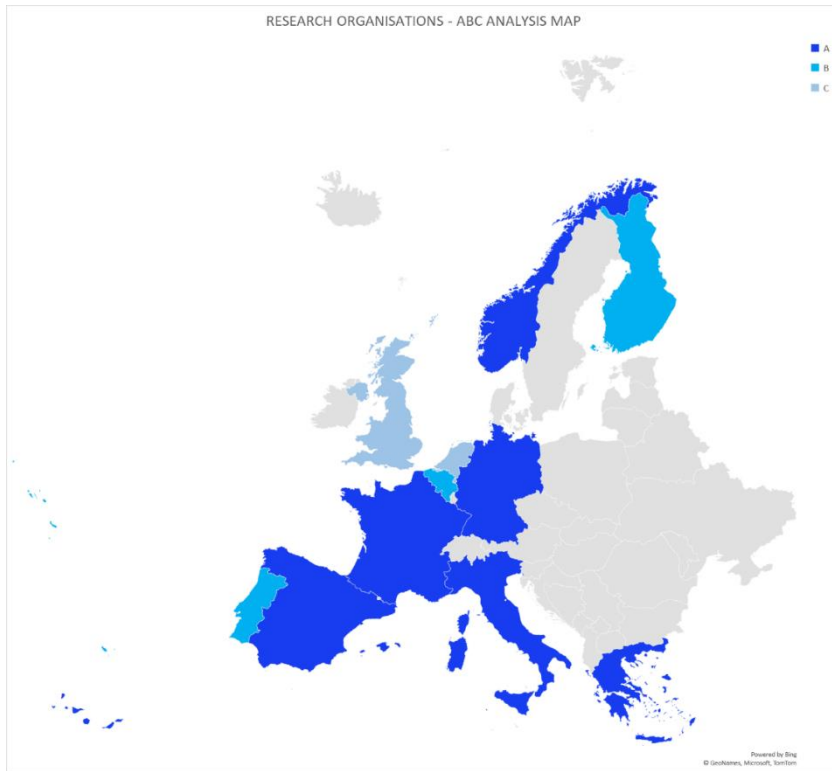 RESEARCH ORGANISATIONS - ABC ANALYSIS MAP
A
B
C
Powered by Bing
© GeoNames, Microsoft, TomTom